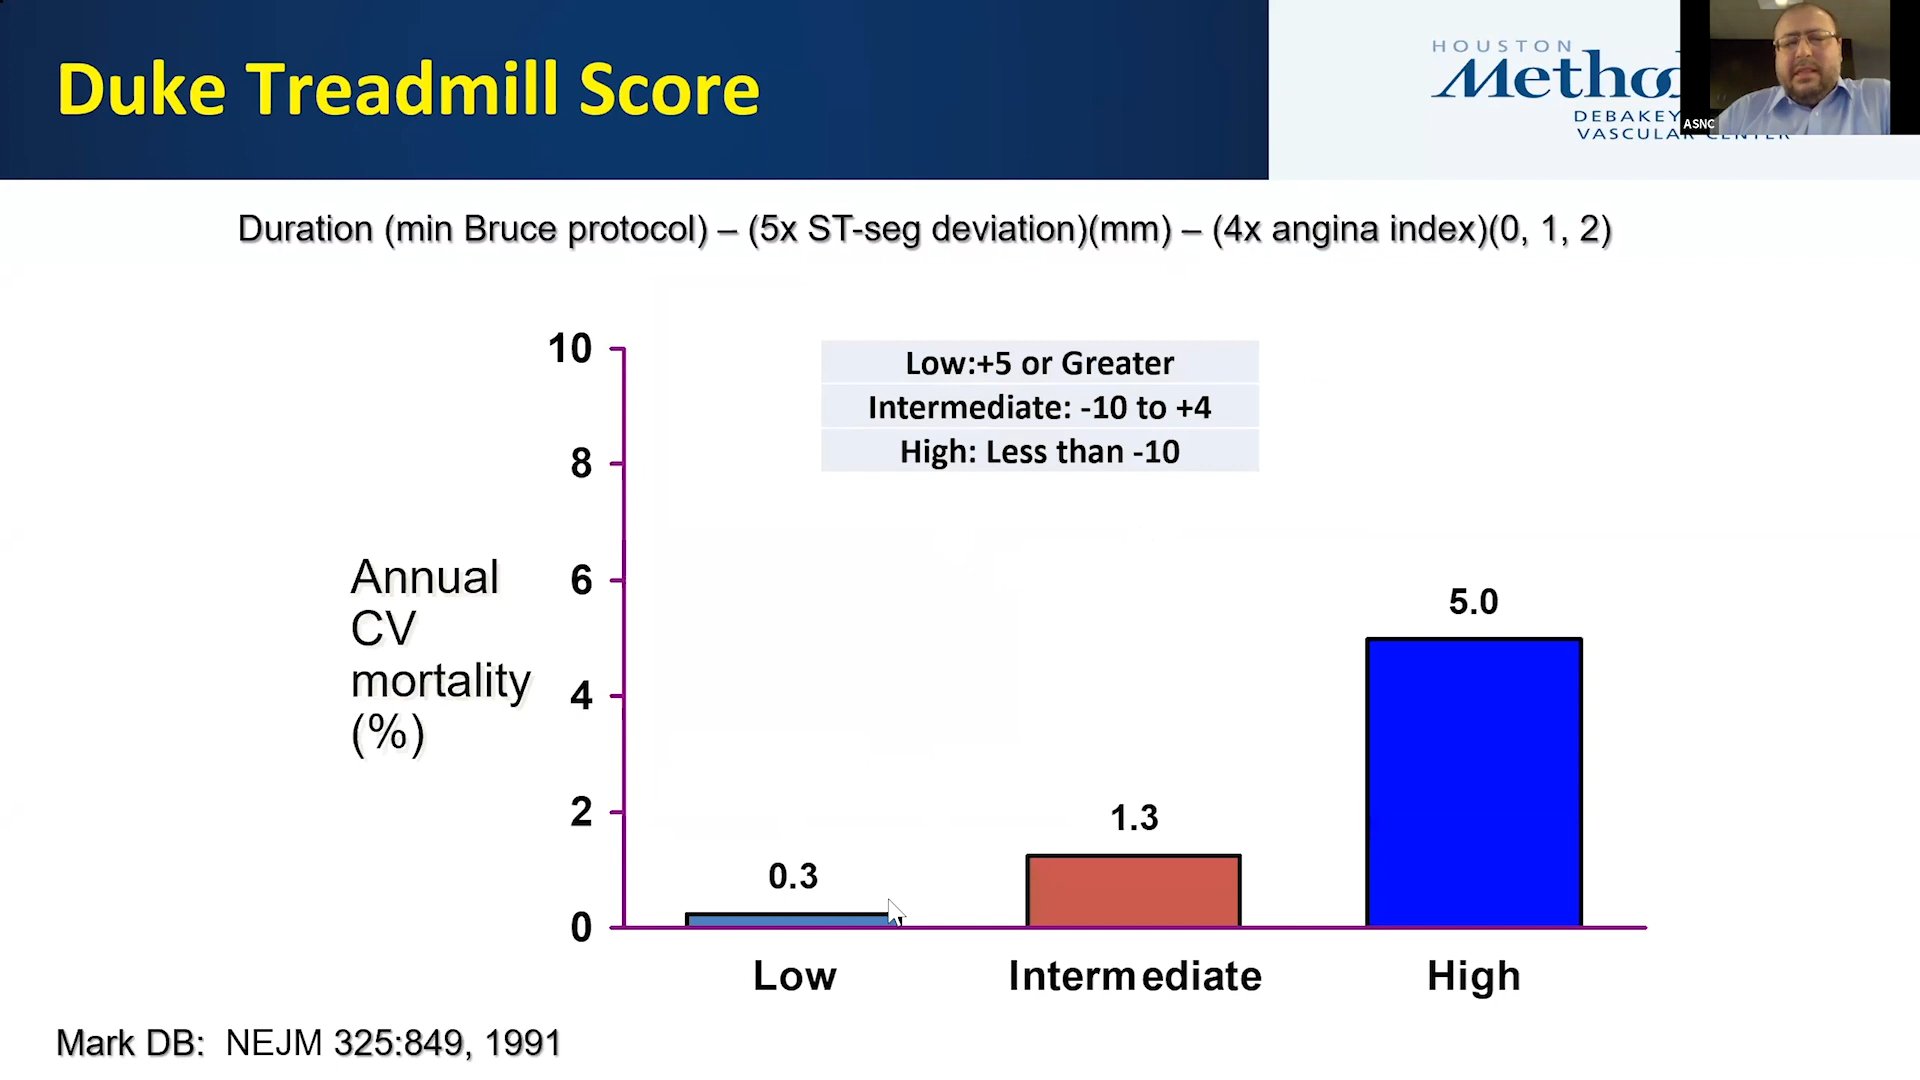 Duke Treadmill Score
HOUSTON
DEBAKEY
VASCULAR CENTER
ASNC
Duration (min Bruce protocol) – (5x ST-seg deviation)(mm) – (4x angina index)(0, 1, 2)
Low:+5 or Greater
Intermediate: -10 to +4
High: Less than -10
Annual
CV
mortality
(%)
10
8
6
4
2
0
0.3
1.3
5.0
Low
Intermediate
High
Mark DB: NEJM 325:849, 1991